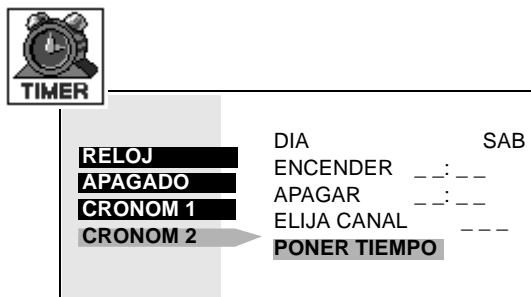 TIMER
RELOJ
APAGADO
CRONOM 1
CRONOM 2
DIA SAB
ENCENDER _ _: _ _
APAGAR _ _: _ _
ELIJA CANAL _ _ _
PONER TIEMPO